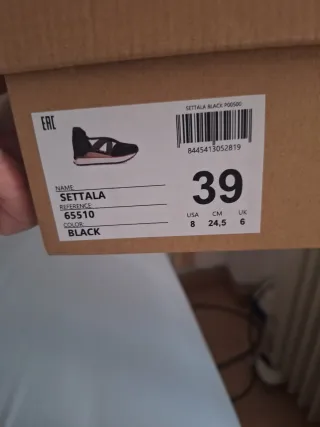 SETTALA BLACK P00500
EAC
8445413052819
NAME:
SETTALA
REFERENCE:
65510
COLOR:
BLACK
39
USA CM UK
8 24,5 6